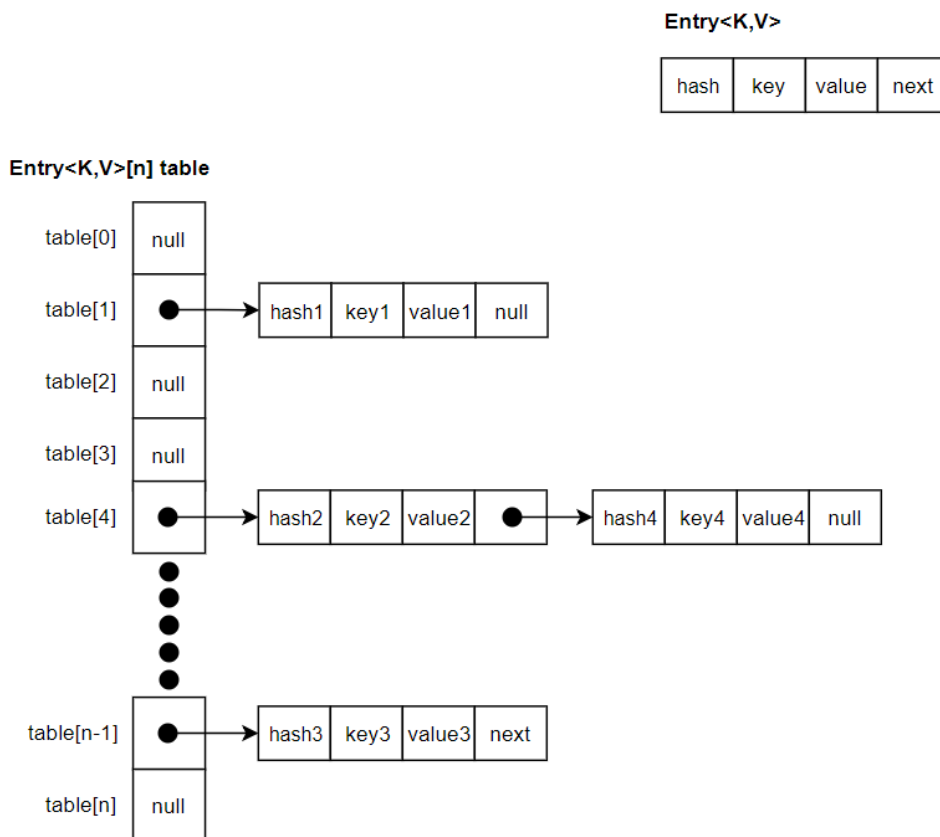 Entry<K,V>
hash key value next
Entry<K,V>[n] table
table[0] null
table[1] hash1 key1 value1 null
table[2] null
table[3] null
table[4] hash2 key2 value2 hash4 key4 value4 null
table[n-1] hash3 key3 value3 next
table[n] null